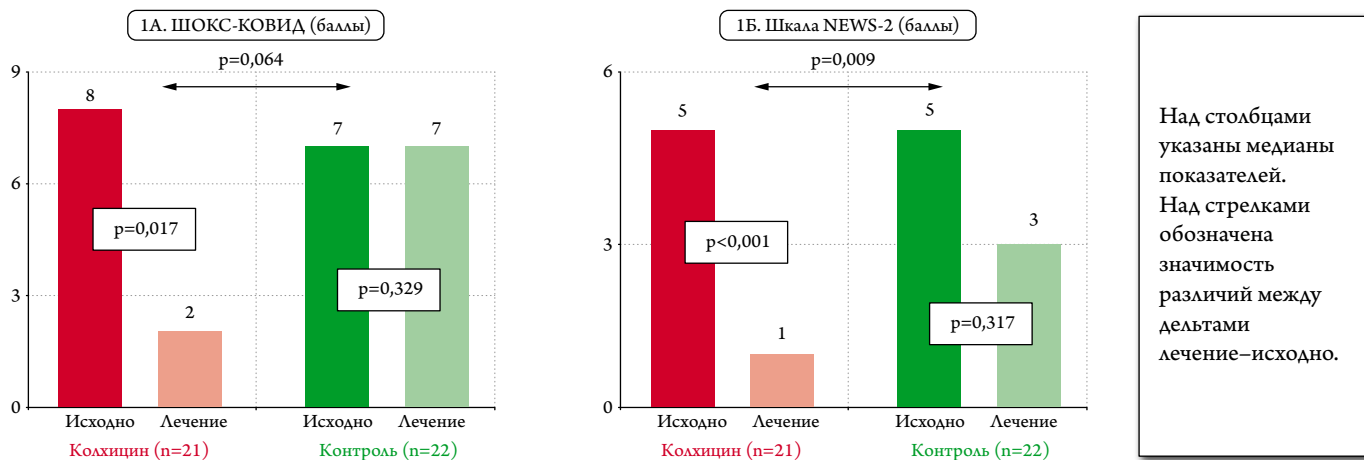 1А. ШОКС-КОВИД (баллы)
p=0,064
9
6
3
0
8
2
7
7
p=0,017
p=0,329
Исходно Лечение Исходно Лечение
Колхицин (n=21) Контроль (n=22)
1Б. Шкала NEWS-2 (баллы)
p=0,009
6
3
0
5
1
5
3
p<0,001
p=0,317
Исходно Лечение Исходно Лечение
Колхицин (n=21) Контроль (n=22)
Над столбцами
указаны медианы
показателей.
Над стрелками
обозначена
значимость
различий между
дельтами
лечение–исходно.